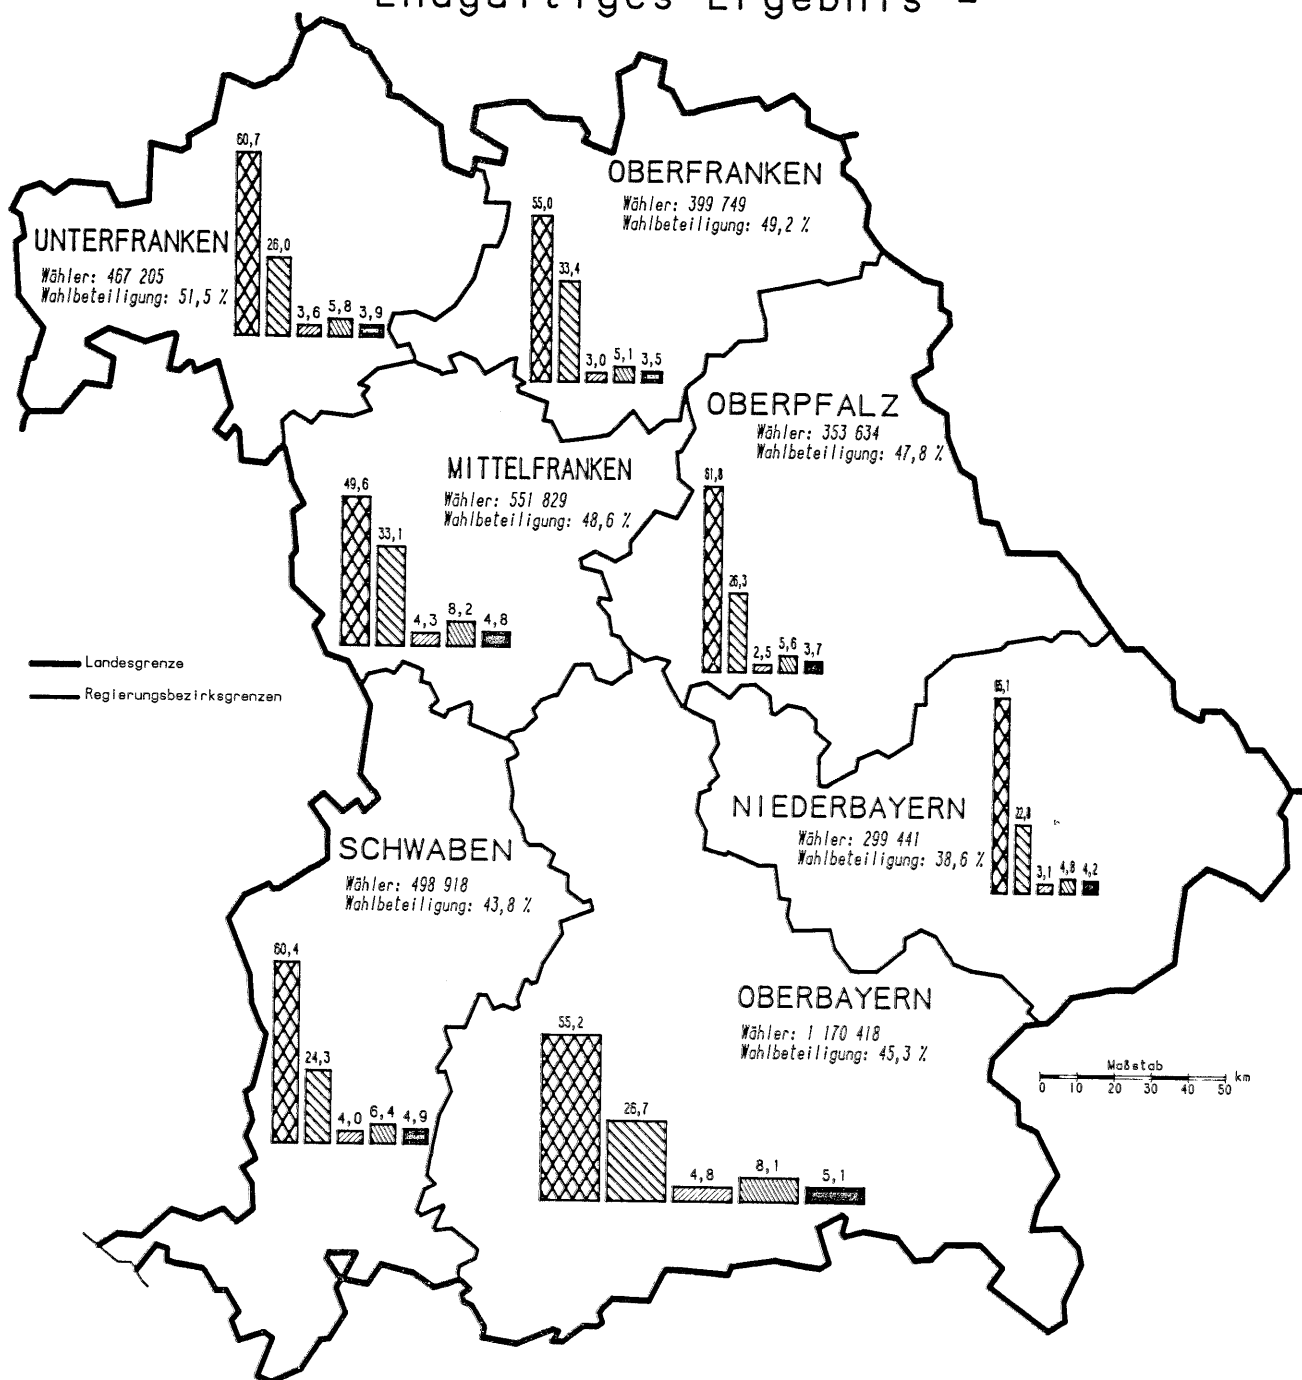 Endgültiges Ergebnis -
60,7
26,0
3,6
5,8
3,9
UNTERFRANKEN
Wähler: 467 205
Wahlbeteiligung: 51,5 %
OBERFRANKEN
Wähler: 399 749
Wahlbeteiligung: 49,2 %
55,0
33,4
3,0
5,1
3,5
OBERPFALZ
Wähler: 353 634
Wahlbeteiligung: 47,8 %
61,8
26,3
2,5
5,6
3,7
MITTELFRANKEN
Wähler: 551 829
Wahlbeteiligung: 48,6 %
49,6
33,1
4,3
8,2
4,8
Landesgrenze
Regierungsbezirksgrenzen
65,1
22,8
3,1
4,8
4,2
NIEDERBAYERN
Wähler: 299 441
Wahlbeteiligung: 38,6 %
SCHWABEN
Wähler: 498 918
Wahlbeteiligung: 43,8 %
60,4
24,3
4,0
6,4
4,9
OBERBAYERN
Wähler: 1 170 418
Wahlbeteiligung: 45,3 %
55,2
26,7
4,8
8,1
5,1
Maßstab
0 10 20 30 40 50 km